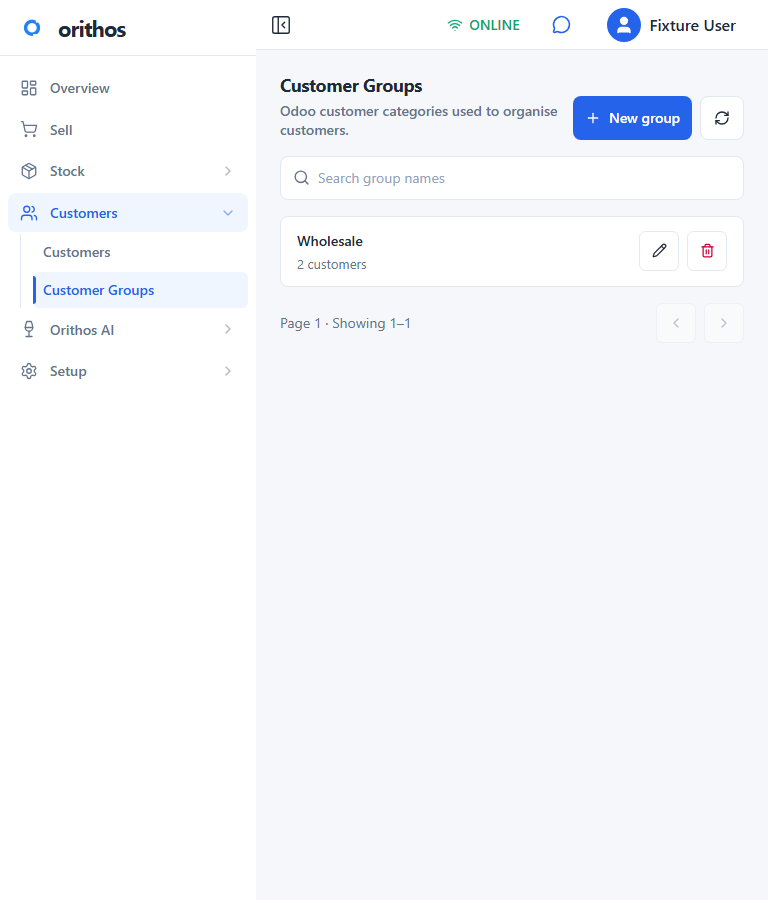 orithos
ONLINE
Fixture User
Overview
Sell
Stock
Customers
Customers
Customer Groups
Orithos AI
Setup
Customer Groups
Odoo customer categories used to organise
customers.
New group
Search group names
Wholesale
2 customers
Page 1 · Showing 1–1